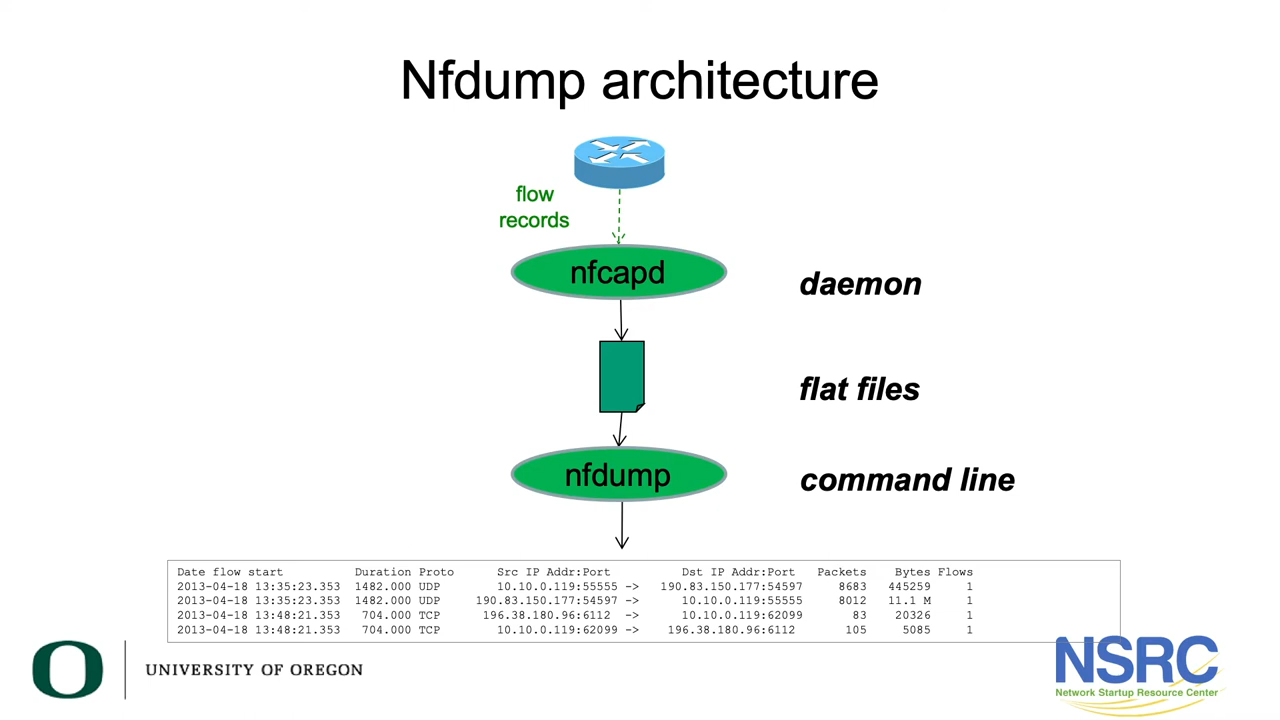 Nfdump architecture
flow
records
nfcapd
daemon
flat files
nfdump
command line
Date flow start Duration Proto Src IP Addr:Port Dst IP Addr:Port Packets Bytes Flows
2013-04-18 13:35:23.353 1482.000 UDP 10.10.0.119:55555 -> 190.83.150.177:54597 8683 445259 1
2013-04-18 13:35:23.353 1482.000 UDP 190.83.150.177:54597 -> 10.10.0.119:55555 8012 11.1 M 1
2013-04-18 13:48:21.353 704.000 TCP 196.38.180.96:6112 -> 10.10.0.119:62099 83 20326 1
2013-04-18 13:48:21.353 704.000 TCP 10.10.0.119:62099 -> 196.38.180.96:6112 105 5085 1
O
UNIVERSITY OF OREGON
NSRC
Network Startup Resource Center